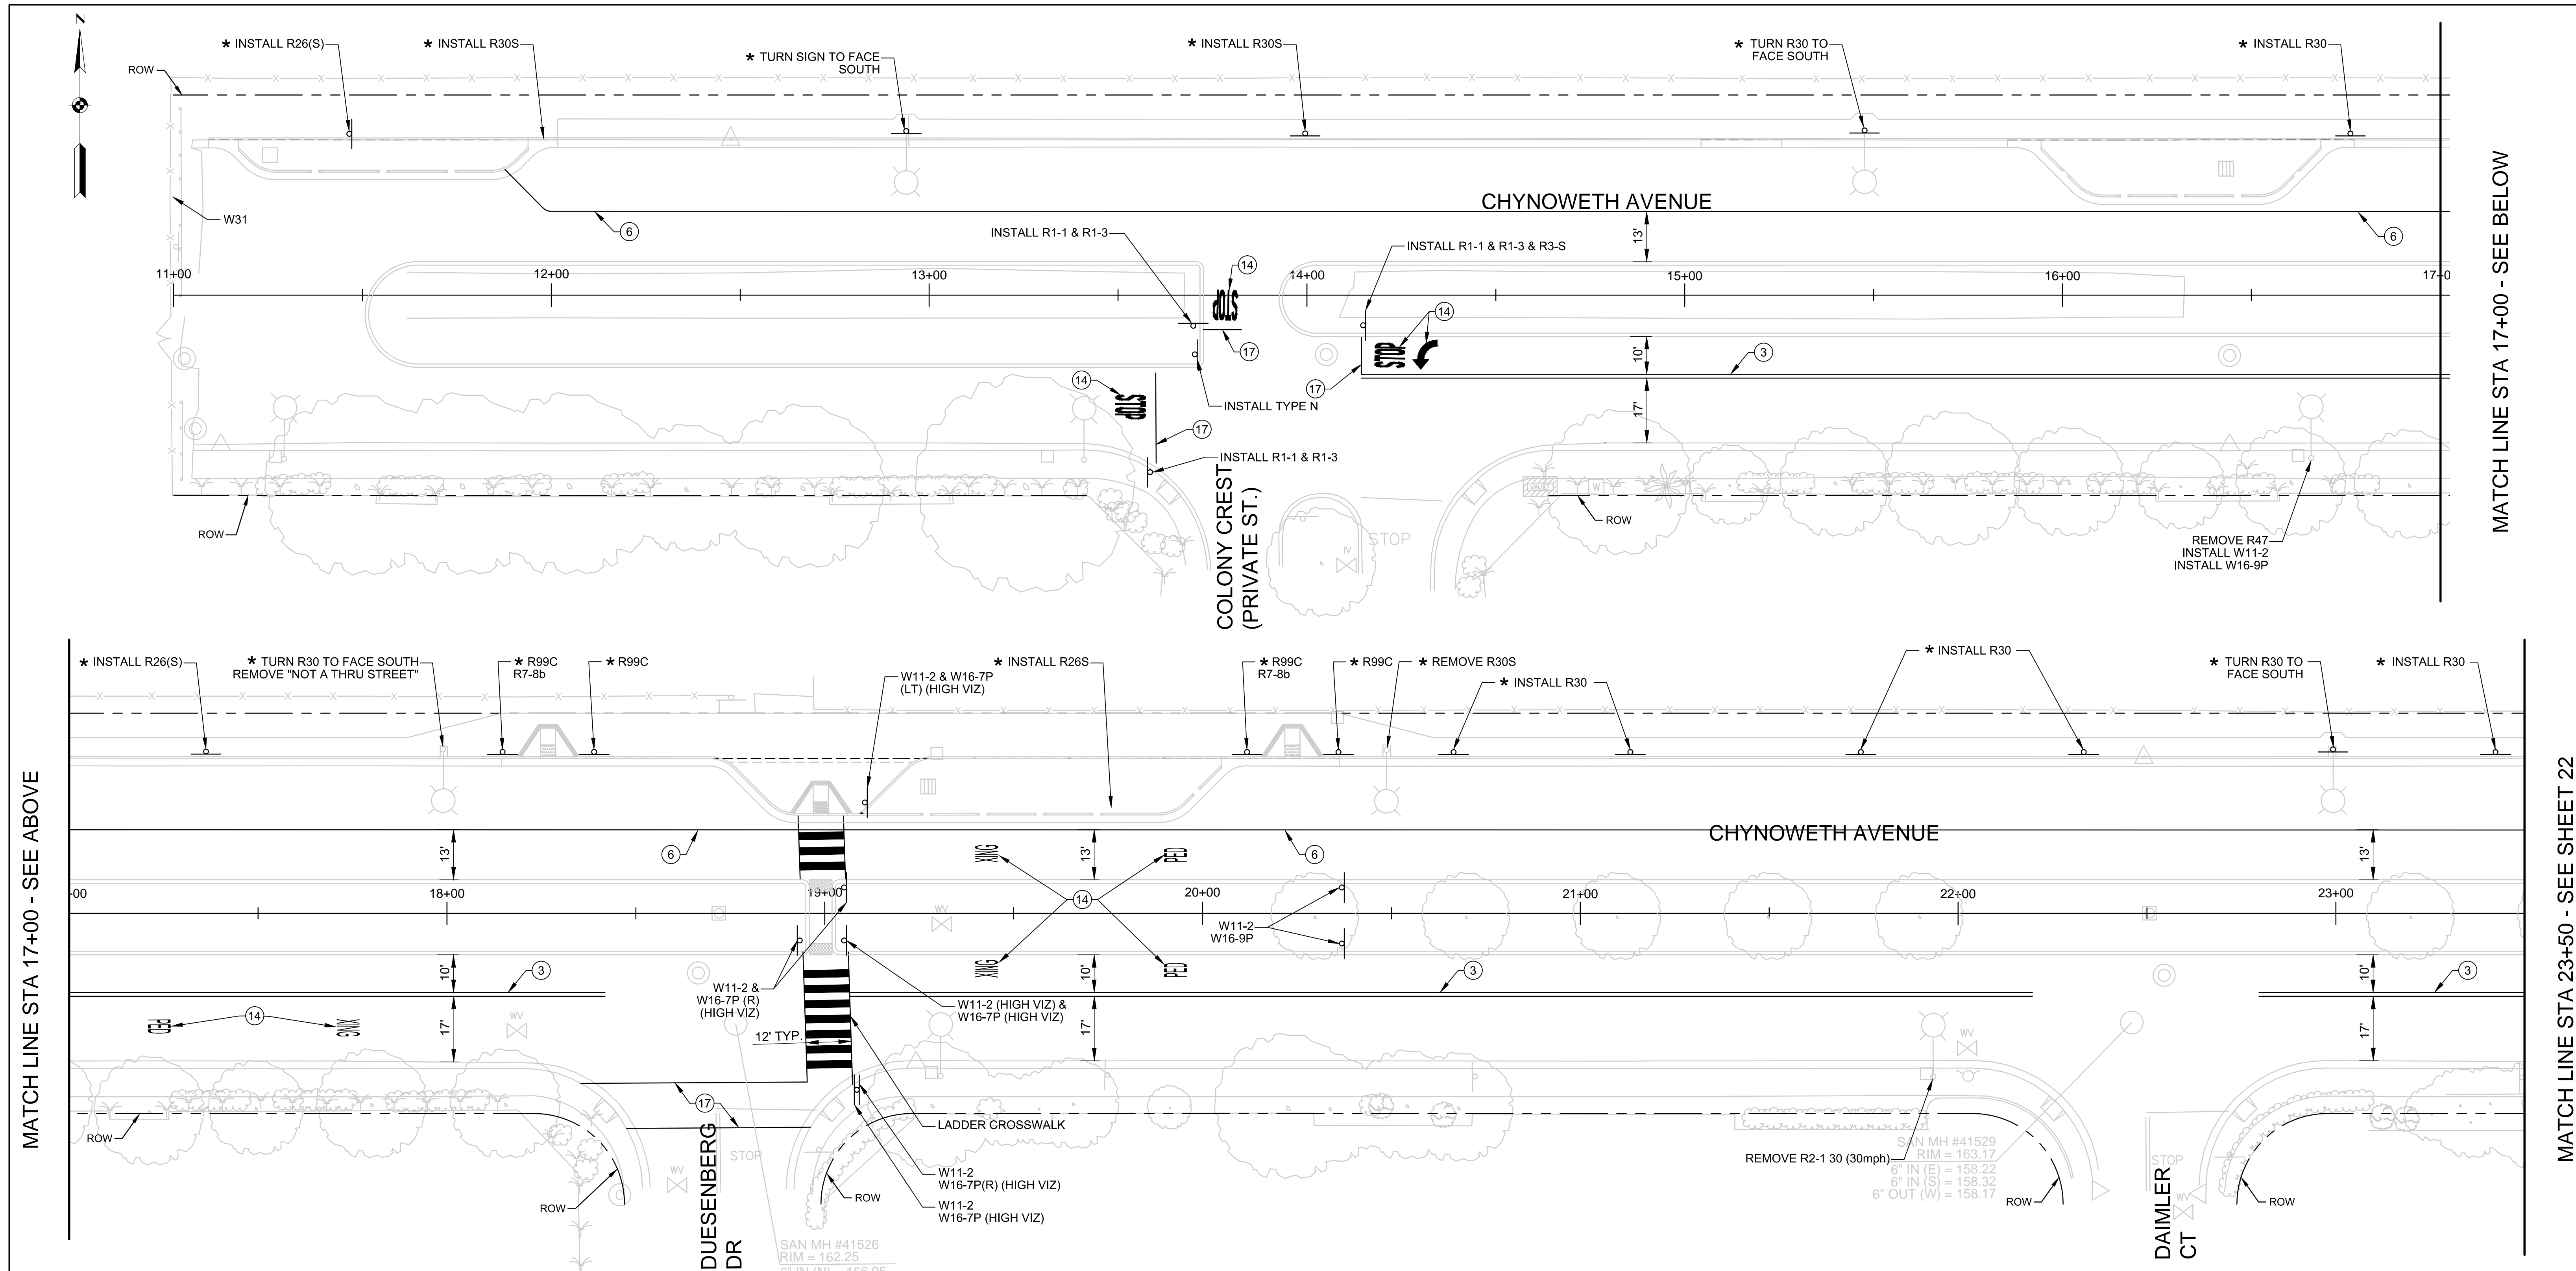 N
ROW
* INSTALL R26(S)
* INSTALL R30S
* TURN SIGN TO FACE
SOUTH
* INSTALL R30S
* TURN R30 TO
FACE SOUTH
* INSTALL R30
W31
6
CHYNOWETH AVENUE
INSTALL R1-1 & R1-3
INSTALL R1-1 & R1-3 & R3-S
13'
6
11+00
12+00
13+00
14+00
15+00
16+00
17+0
14
STOP
17
14
STOP
17
10'
3
14
STOP
17
INSTALL TYPE N
17'
INSTALL R1-1 & R1-3
W
ROW
ROW
STOP
IV
COLONY CREST
(PRIVATE ST.)
REMOVE R47
INSTALL W11-2
INSTALL W16-9P
MATCH LINE STA 17+00 - SEE BELOW
MATCH LINE STA 17+00 - SEE ABOVE
* INSTALL R26(S)
* TURN R30 TO FACE SOUTH
REMOVE "NOT A THRU STREET"
* R99C
R7-8b
* R99C
W11-2 & W16-7P
(LT) (HIGH VIZ)
* INSTALL R26S
* R99C
R7-8b
* R99C
* REMOVE R30S
* INSTALL R30
* INSTALL R30
* TURN R30 TO
FACE SOUTH
* INSTALL R30
13'
6
XING
13'
PED
6
CHYNOWETH AVENUE
13'
-00
18+00
19+00
20+00
21+00
22+00
23+00
14
WV
W11-2
W16-9P
10'
3
W11-2 &
W16-7P (R)
(HIGH VIZ)
XING
10'
PED
3
10'
3
W11-2 (HIGH VIZ) &
W16-7P (HIGH VIZ)
PED
14
XING
17'
WV
12' TYP.
17'
WV
17'
17
LADDER CROSSWALK
ROW
STOP
WV
ROW
DUESENBERG
DR
W11-2
W16-7P(R) (HIGH VIZ)
ROW
W11-2
W16-7P (HIGH VIZ)
SAN MH #41526
RIM = 162.25
REMOVE R2-1 30 (30mph)
SAN MH #41529
RIM = 163.17
6" IN (E) = 158.22
6" IN (S) = 158.32
6" OUT (W) = 158.17
ROW
STOP
WV
ROW
DAIMLER
CT
MATCH LINE STA 23+50 - SEE SHEET 22